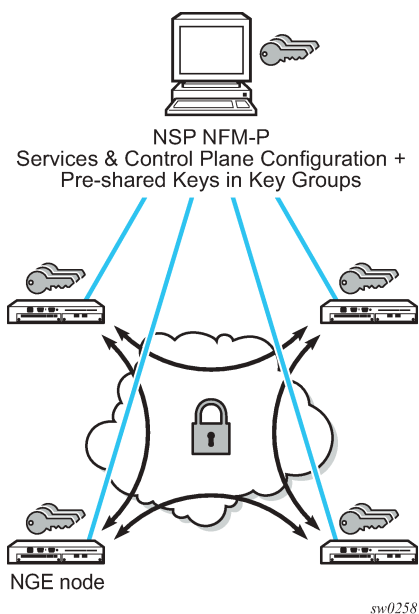 NSP NFM-P
Services & Control Plane Configuration +
Pre-shared Keys in Key Groups
NGE node
sw0258